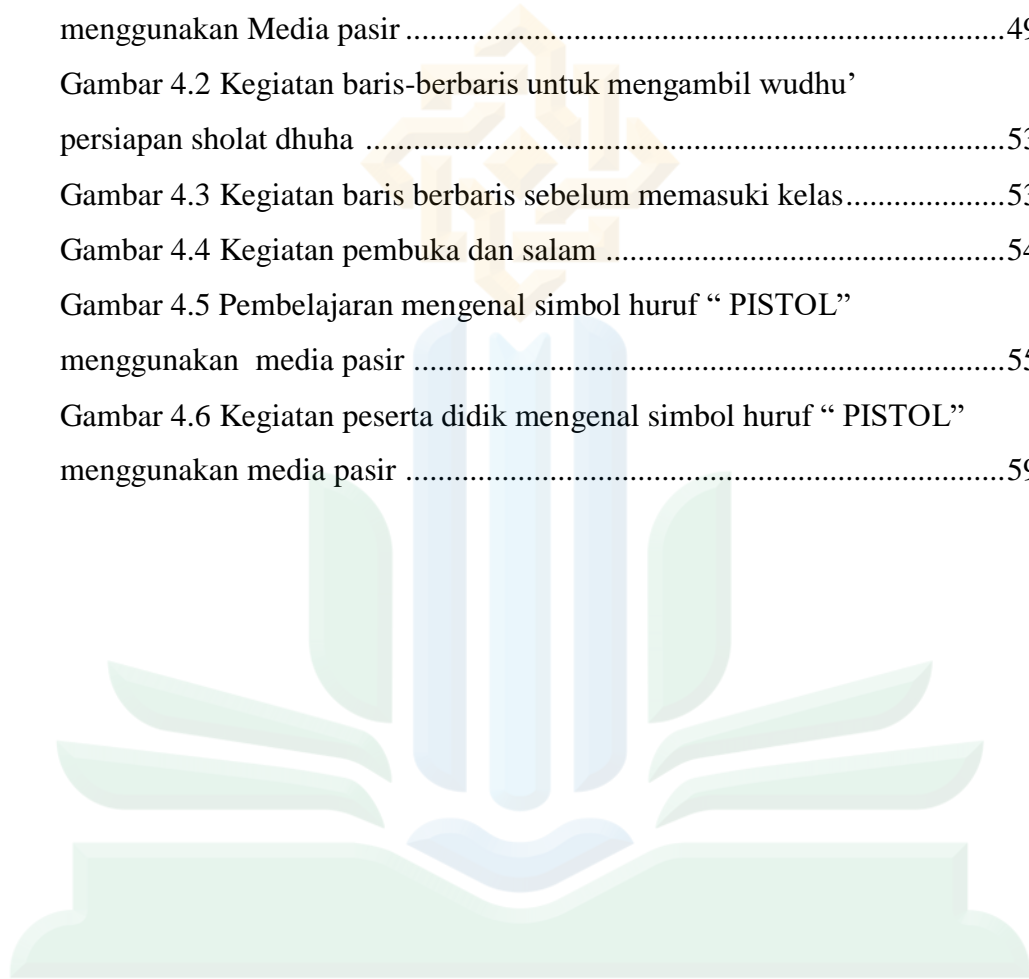 menggunakan Media pasir ..........................................................................49
Gambar 4.2 Kegiatan baris-berbaris untuk mengambil wudhu’
persiapan sholat dhuha ...............................................................................53
Gambar 4.3 Kegiatan baris berbaris sebelum memasuki kelas....................53
Gambar 4.4 Kegiatan pembuka dan salam .................................................54
Gambar 4.5 Pembelajaran mengenal simbol huruf “ PISTOL”
menggunakan  media pasir .........................................................................55
Gambar 4.6 Kegiatan peserta didik mengenal simbol huruf “ PISTOL”
menggunakan media pasir ..........................................................................59